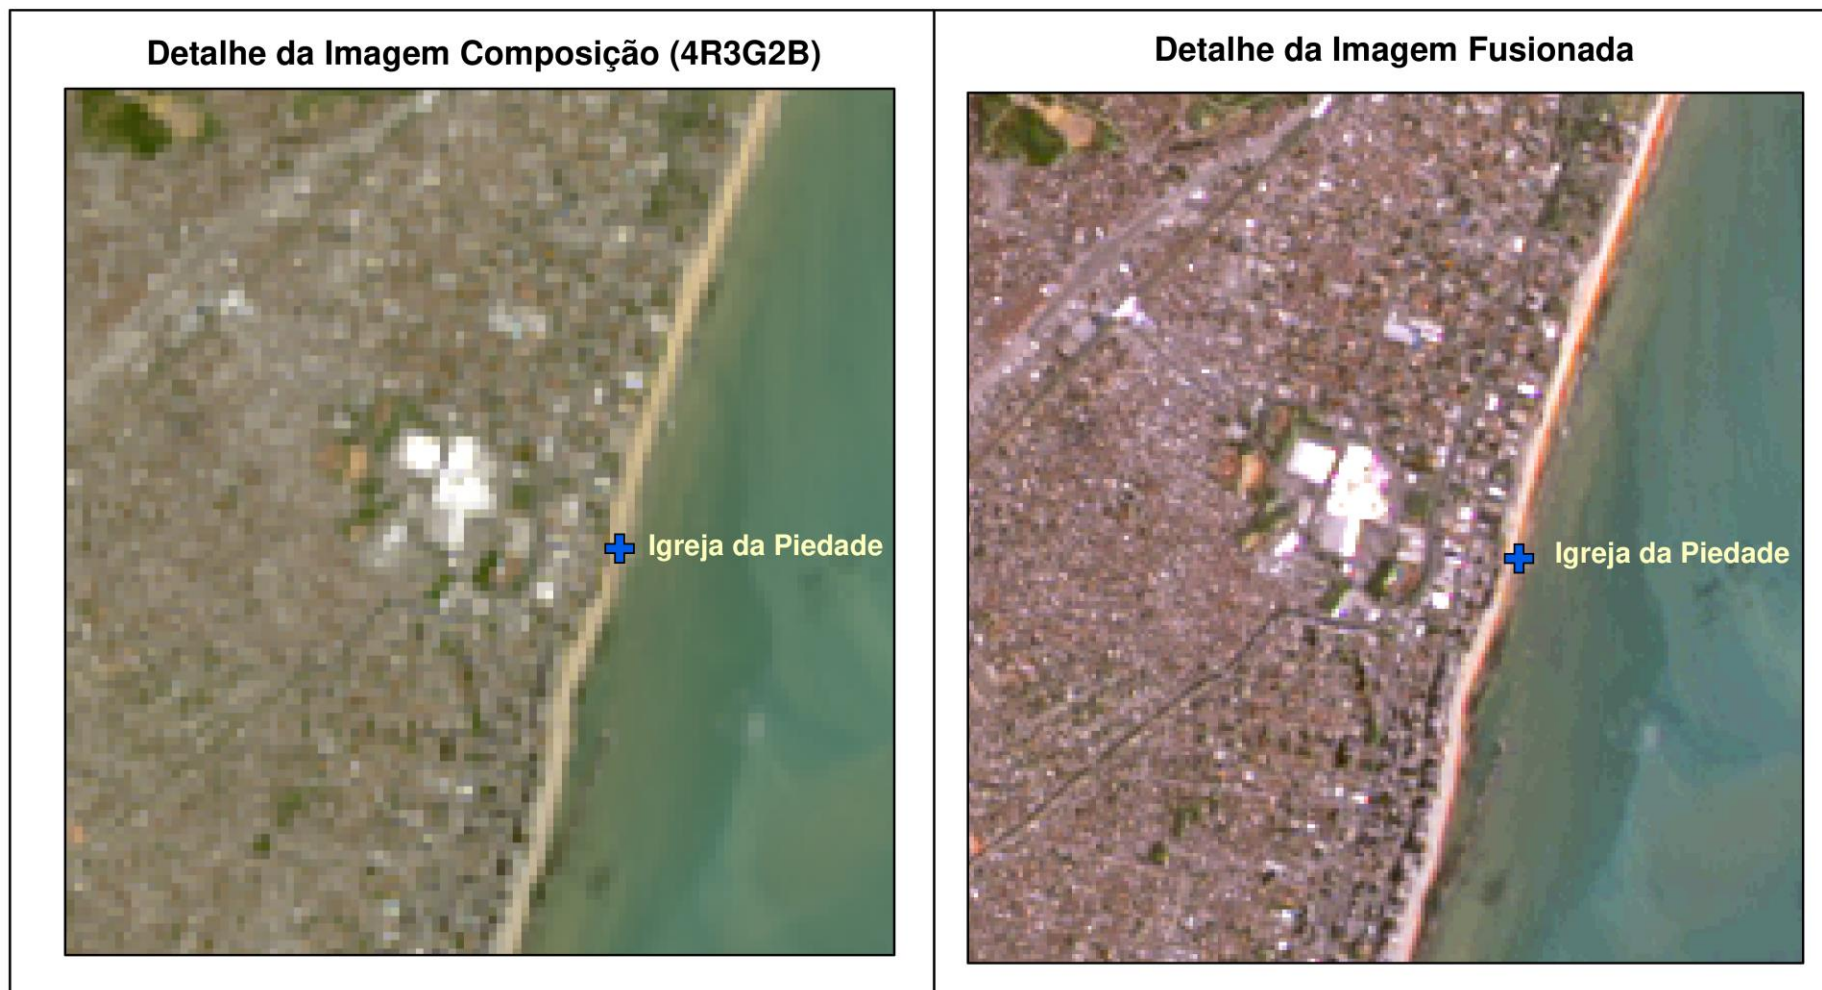 Detalhe da Imagem Composição (4R3G2B)
Detalhe da Imagem Fusionada
Igreja da Piedade
Igreja da Piedade